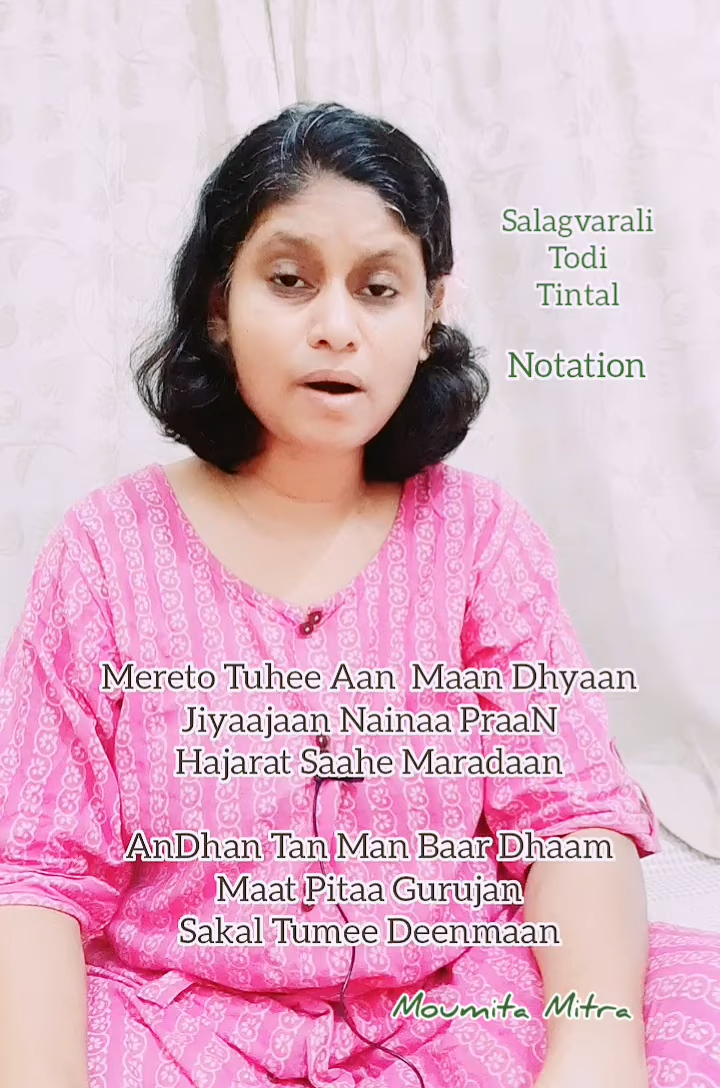 Salagvarali
Todi
Tintal
Notation
Mereto Tuhee Aan Maan Dhyaan
Jiyaajaan Nainaa PraaN
Hajarat Saahe Maradaan
AnDhan Tan Man Baar Dhaam
Maat Pitaa Gurujan
Sakal Tumee Deenmaan
Moumita Mitra